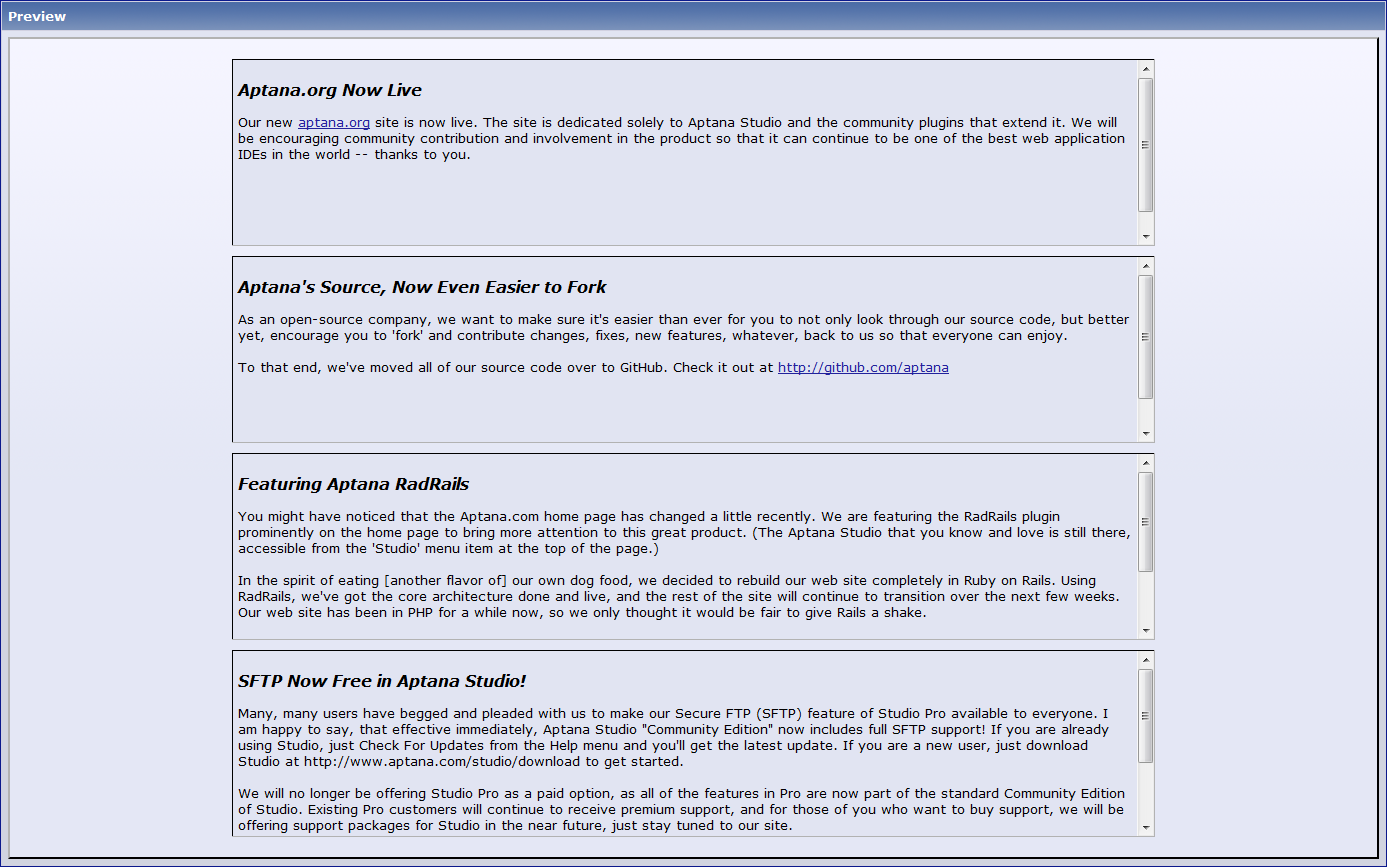 Preview
Aptana.org Now Live
Our new aptana.org site is now live. The site is dedicated solely to Aptana Studio and the community plugins that extend it. We will
be encouraging community contribution and involvement in the product so that it can continue to be one of the best web application
IDEs in the world -- thanks to you.
Aptana's Source, Now Even Easier to Fork
As an open-source company, we want to make sure it's easier than ever for you to not only look through our source code, but better
yet, encourage you to 'fork' and contribute changes, fixes, new features, whatever, back to us so that everyone can enjoy.
To that end, we've moved all of our source code over to GitHub. Check it out at http://github.com/aptana
Featuring Aptana RadRails
You might have noticed that the Aptana.com home page has changed a little recently. We are featuring the RadRails plugin
prominently on the home page to bring more attention to this great product. (The Aptana Studio that you know and love is still there,
accessible from the 'Studio' menu item at the top of the page.)
In the spirit of eating [another flavor of] our own dog food, we decided to rebuild our web site completely in Ruby on Rails. Using
RadRails, we've got the core architecture done and live, and the rest of the site will continue to transition over the next few weeks.
Our web site has been in PHP for a while now, so we only thought it would be fair to give Rails a shake.
SFTP Now Free in Aptana Studio!
Many, many users have begged and pleaded with us to make our Secure FTP (SFTP) feature of Studio Pro available to everyone. I
am happy to say, that effective immediately, Aptana Studio "Community Edition" now includes full SFTP support! If you are already
using Studio, just Check For Updates from the Help menu and you'll get the latest update. If you are a new user, just download
Studio at http://www.aptana.com/studio/download to get started.
We will no longer be offering Studio Pro as a paid option, as all of the features in Pro are now part of the standard Community Edition
of Studio. Existing Pro customers will continue to receive premium support, and for those of you who want to buy support, we will be
offering support packages for Studio in the near future, just stay tuned to our site.